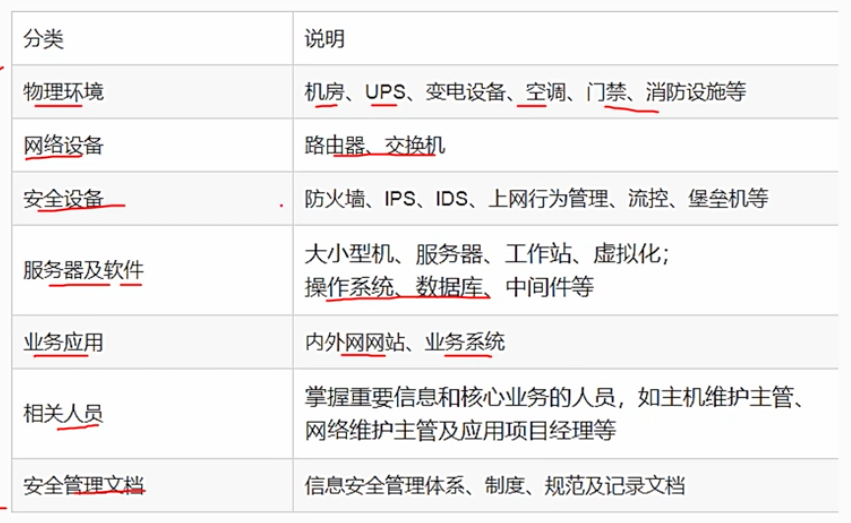 分类 说明
物理环境 机房、UPS、变电设备、空调、门禁、消防设施等
网络设备 路由器、交换机
安全设备 防火墙、IPS、IDS、上网行为管理、流控、堡垒机等
服务器及软件 大小型机、服务器、工作站、虚拟化；
操作系统、数据库、中间件等
业务应用 内外网网站、业务系统
相关人员 掌握重要信息和核心业务的人员，如主机维护主管、
网络维护主管及应用项目经理等
安全管理文档 信息安全管理体系、制度、规范及记录文档